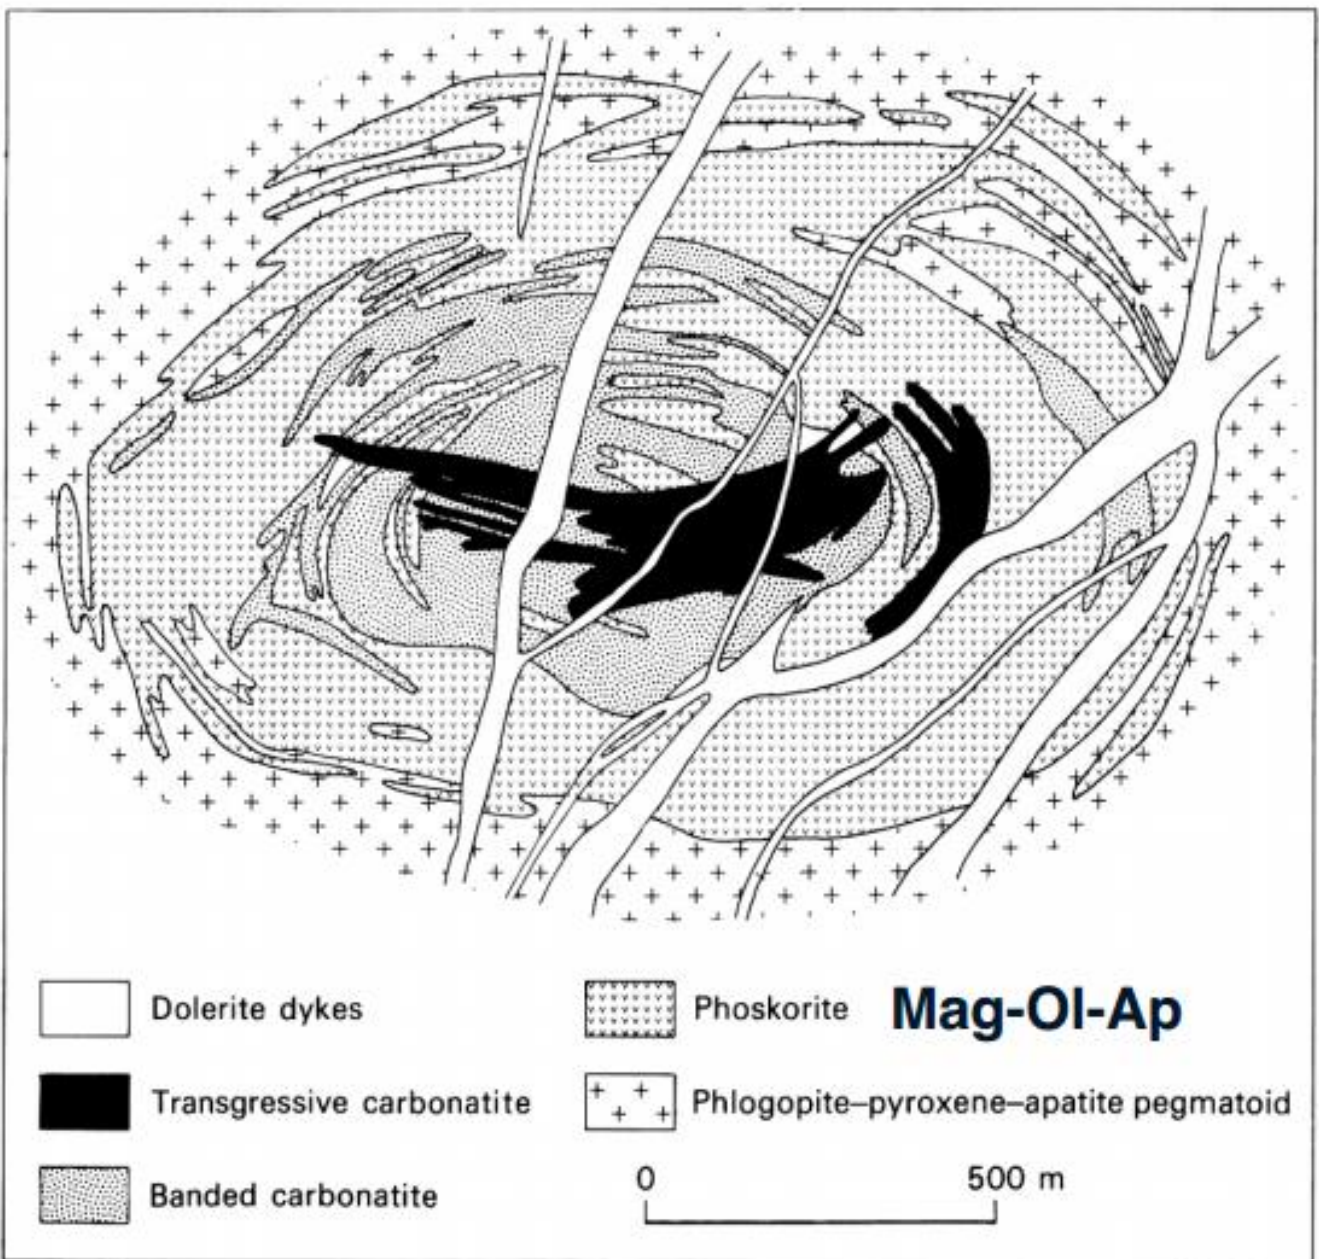 Dolerite dykes
Phoskorite Mag-Ol-Ap
Transgressive carbonatite
Phlogopite–pyroxene–apatite pegmatoid
Banded carbonatite
0 500 m